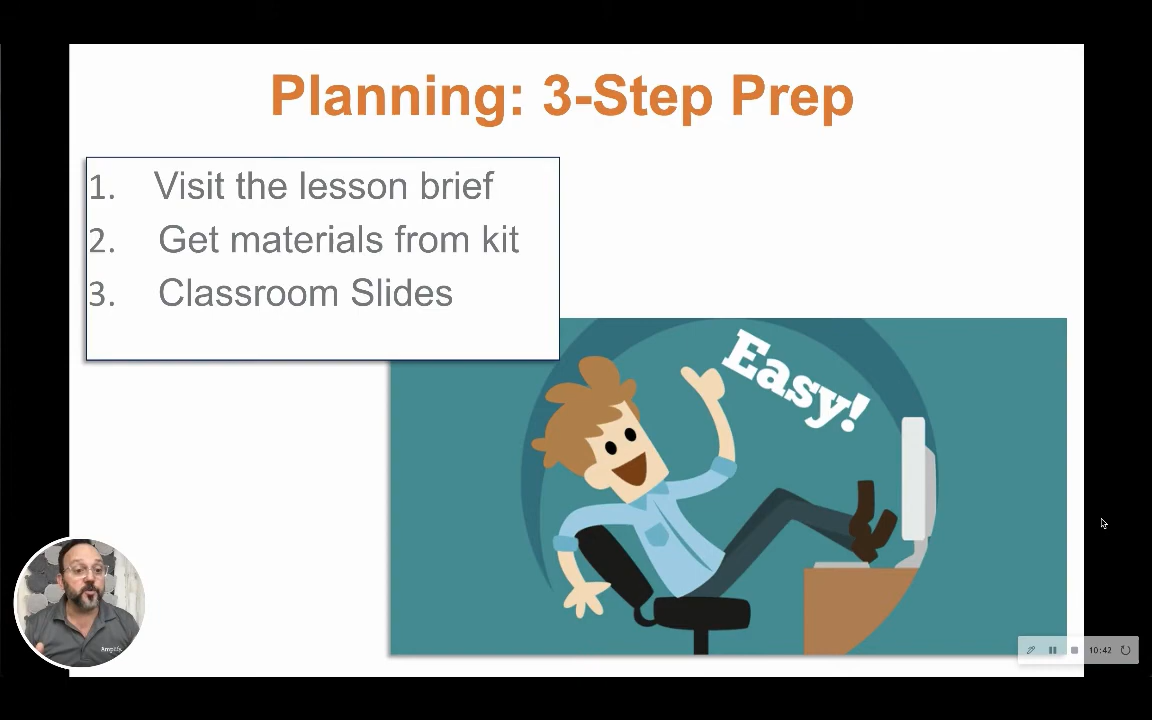 Planning: 3-Step Prep
1. Visit the lesson brief
2. Get materials from kit
3. Classroom Slides
Easy!
Amplify.
10:42